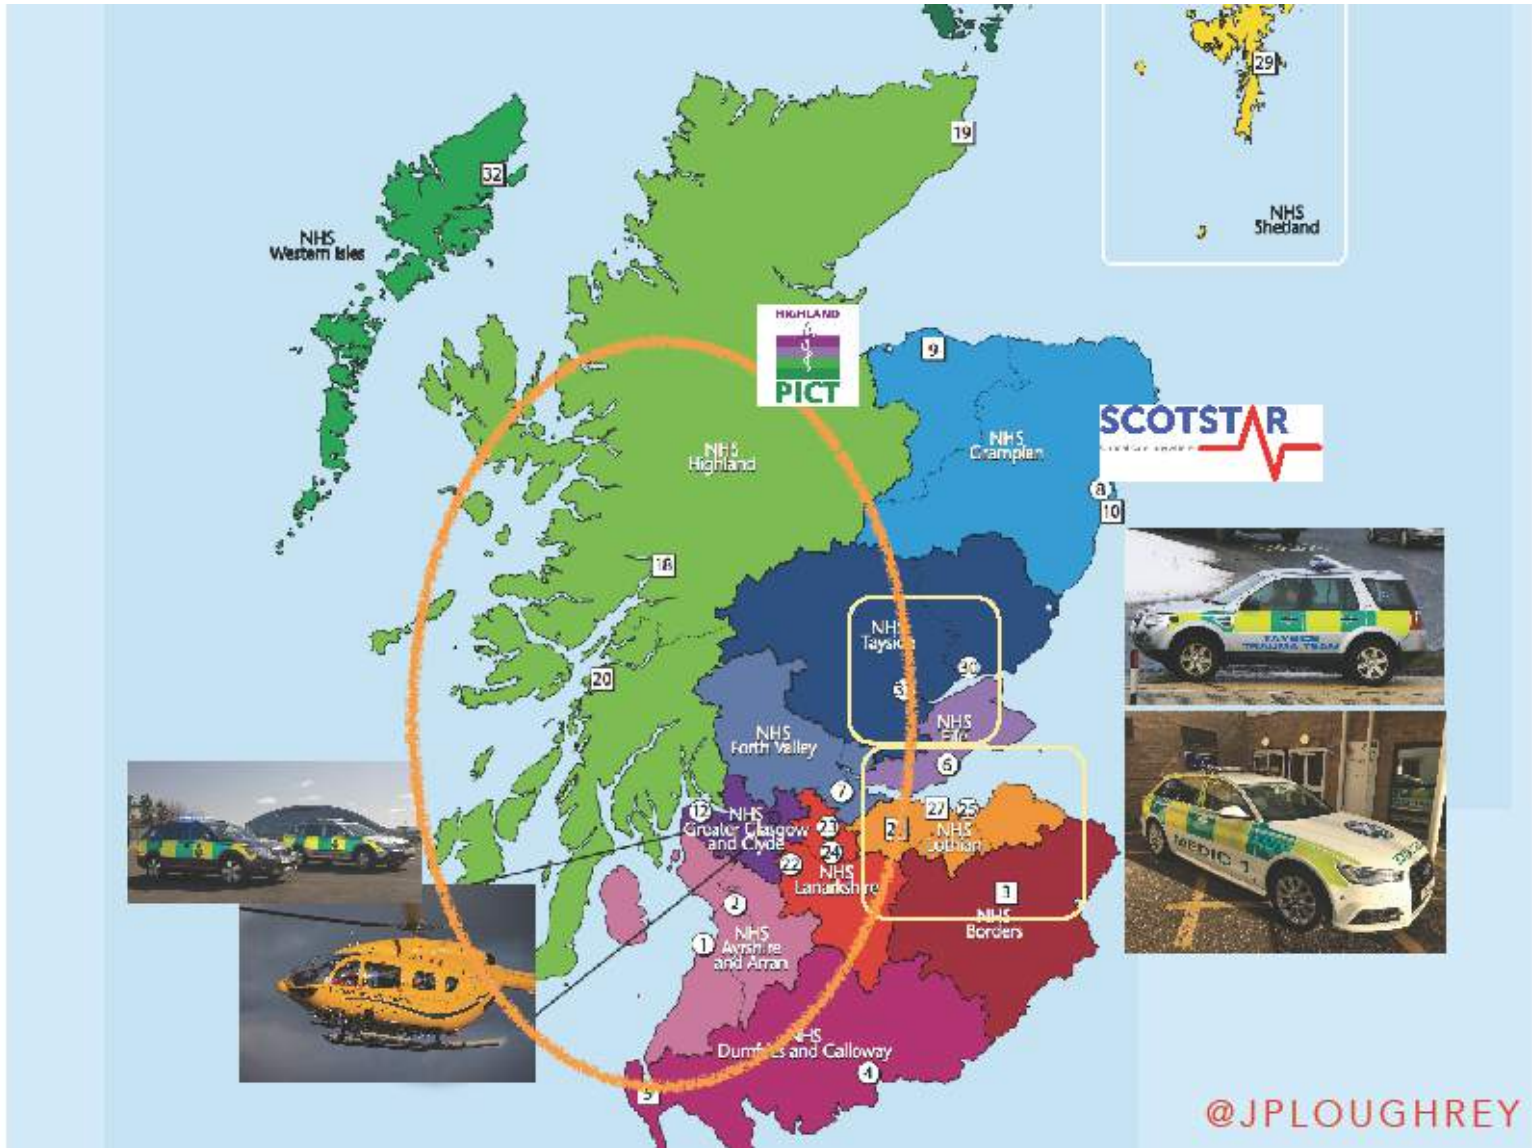 29
19
32
NHS
Shetland
NHS
Western Isles
HIGHLAND
PICT
9
SCOTSTAR
NHS
Grampian
NHS
Highland
8
10
18
NHS
Tayside
TAYSIDE
TRAUMA TEAM
20
NHS
Fife
NHS
Forth Valley
6
7
12
NHS
Greater Glasgow
and Clyde
27
25
23
NHS
Lothian
24
22
NHS
Lanarkshire
MEDIC 1
3
NHS
Borders
2
1
NHS
Ayrshire
and Arran
NHS
Dumfries and Galloway
4
5
@JPLOUGHREY